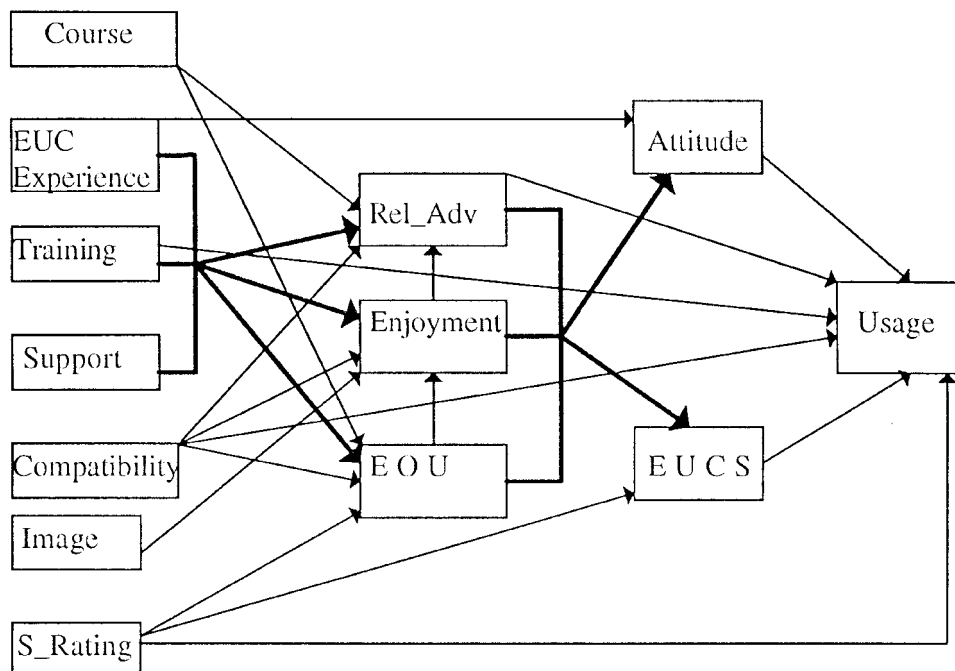 Course
EUC
Experience
Training
Support
Compatibility
Image
S_Rating
Rel_Adv
Enjoyment
E O U
Attitude
E U C S
Usage